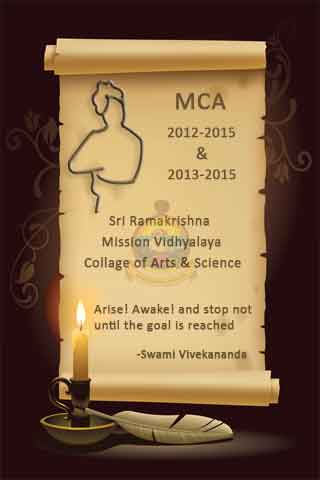 MCA
2012-2015
&
2013-2015
Sri Ramakrishna
Mission Vidhyalaya
Collage of Arts & Science
Arise! Awake! and stop not
until the goal is reached
-Swami Vivekananda